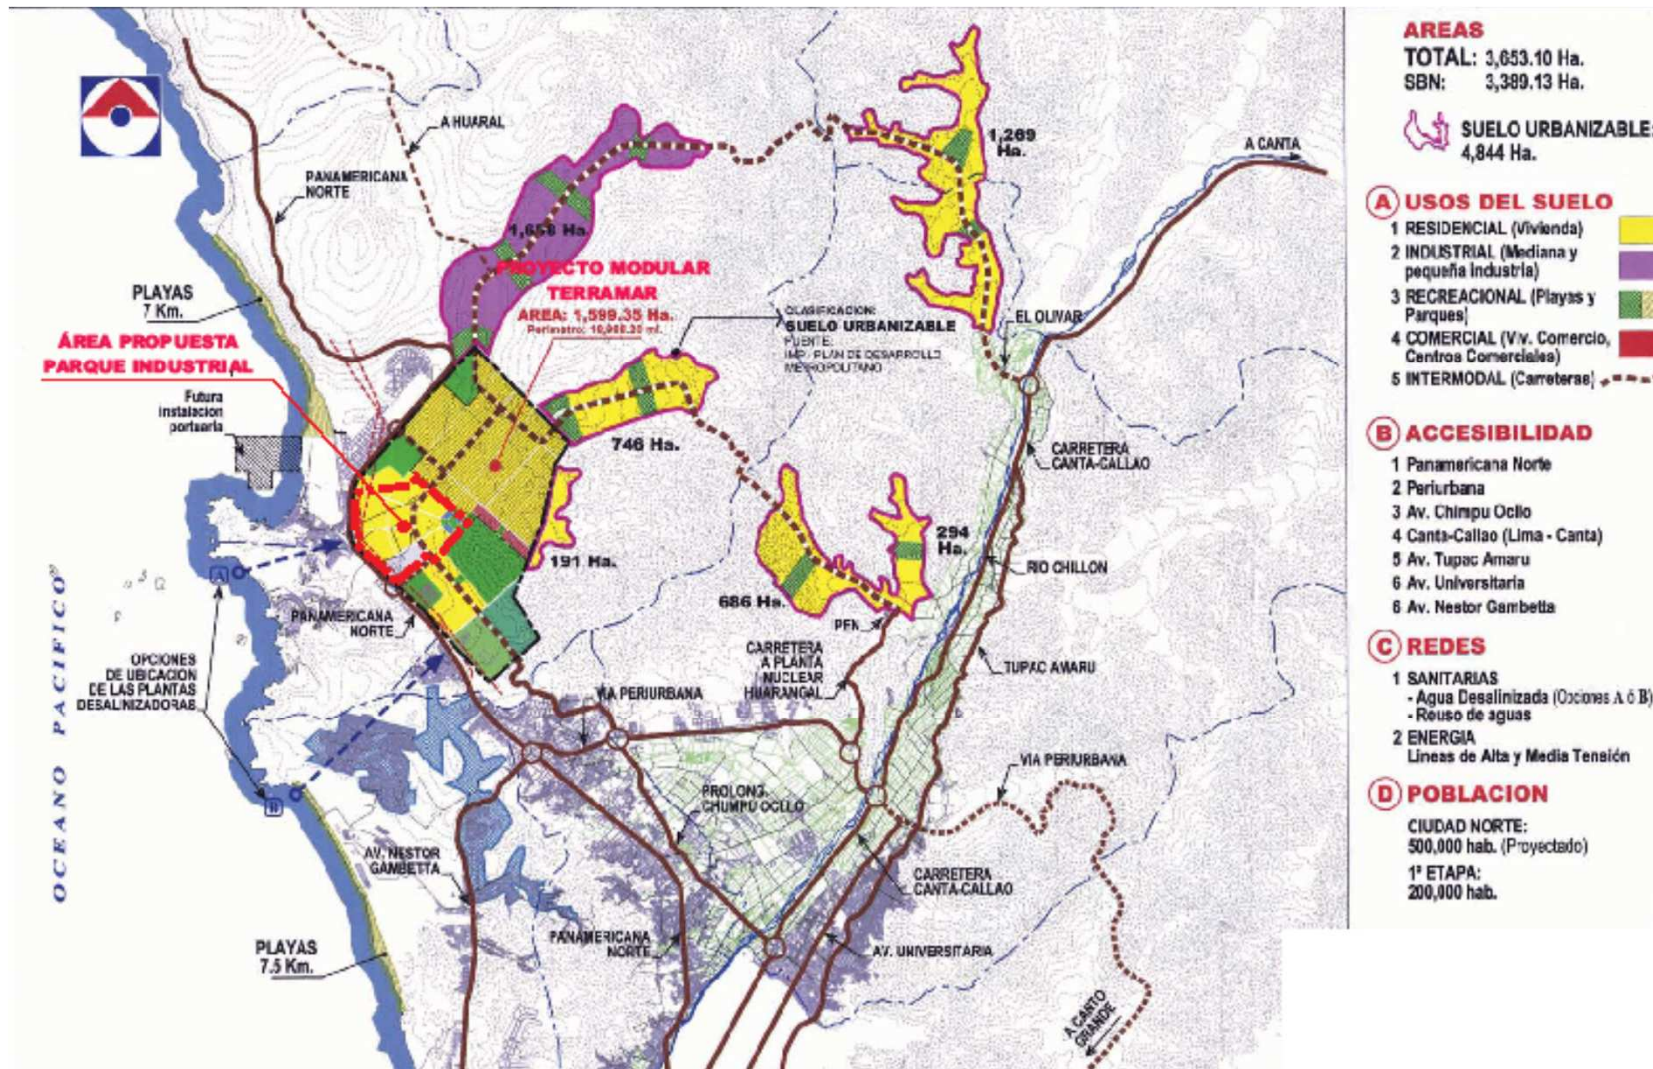 A HUARAL
PANAMERICANA
NORTE
PLAYAS
7 Km.
ÁREA PROPUESTA
PARQUE INDUSTRIAL
Futura
instalacion
portuaria
1,658 Ha.
PROYECTO MODULAR
TERRAMAR
AREA: 1,599.35 Ha.
CLASIFICACION:
SUELO URBANIZABLE
FUENTE:
IMP: PLAN DE DESARROLLO
METROPOLITANO
1,269
Ha.
A CANTA
EL OLIVAR
746 Ha.
CARRETERA
CANTA-CALLAO
191 Ha.
294
Ha.
686 Ha.
RIO CHILLON
PEN
TUPAC AMARU
CARRETERA
A PLANTA
NUCLEAR
HUARANGAL
A
PANAMERICANA
NORTE
OPCIONES
DE UBICACION
DE LAS PLANTAS
DESALINIZADORAS
OCEANO PACIFICO
VIA PERIURBANA
VIA PERIURBANA
B
PROLONG.
CHUMPU OCLLO
AV. NESTOR
GAMBETTA
CARRETERA
CANTA-CALLAO
PLAYAS
7.5 Km.
PANAMERICANA
NORTE
AV. UNIVERSITARIA
A CANTO
GRANDE
AREAS
TOTAL: 3,653.10 Ha.
SBN: 3,389.13 Ha.
SUELO URBANIZABLE:
4,844 Ha.
A USOS DEL SUELO
1 RESIDENCIAL (Vivienda)
2 INDUSTRIAL (Mediana y
pequeña Industria)
3 RECREACIONAL (Playas y
Parques)
4 COMERCIAL (Viv. Comercio,
Centros Comerciales)
5 INTERMODAL (Carreteras)
B ACCESIBILIDAD
1 Panamericana Norte
2 Periurbana
3 Av. Chimpu Ocllo
4 Canta-Callao (Lima - Canta)
5 Av. Tupac Amaru
6 Av. Universitaria
6 Av. Nestor Gambetta
C REDES
1 SANITARIAS
- Agua Desalinizada (Opciones A ó B)
- Reuso de aguas
2 ENERGIA
Lineas de Alta y Media Tensión
D POBLACION
CIUDAD NORTE:
500,000 hab. (Proyectado)
1ª ETAPA:
200,000 hab.